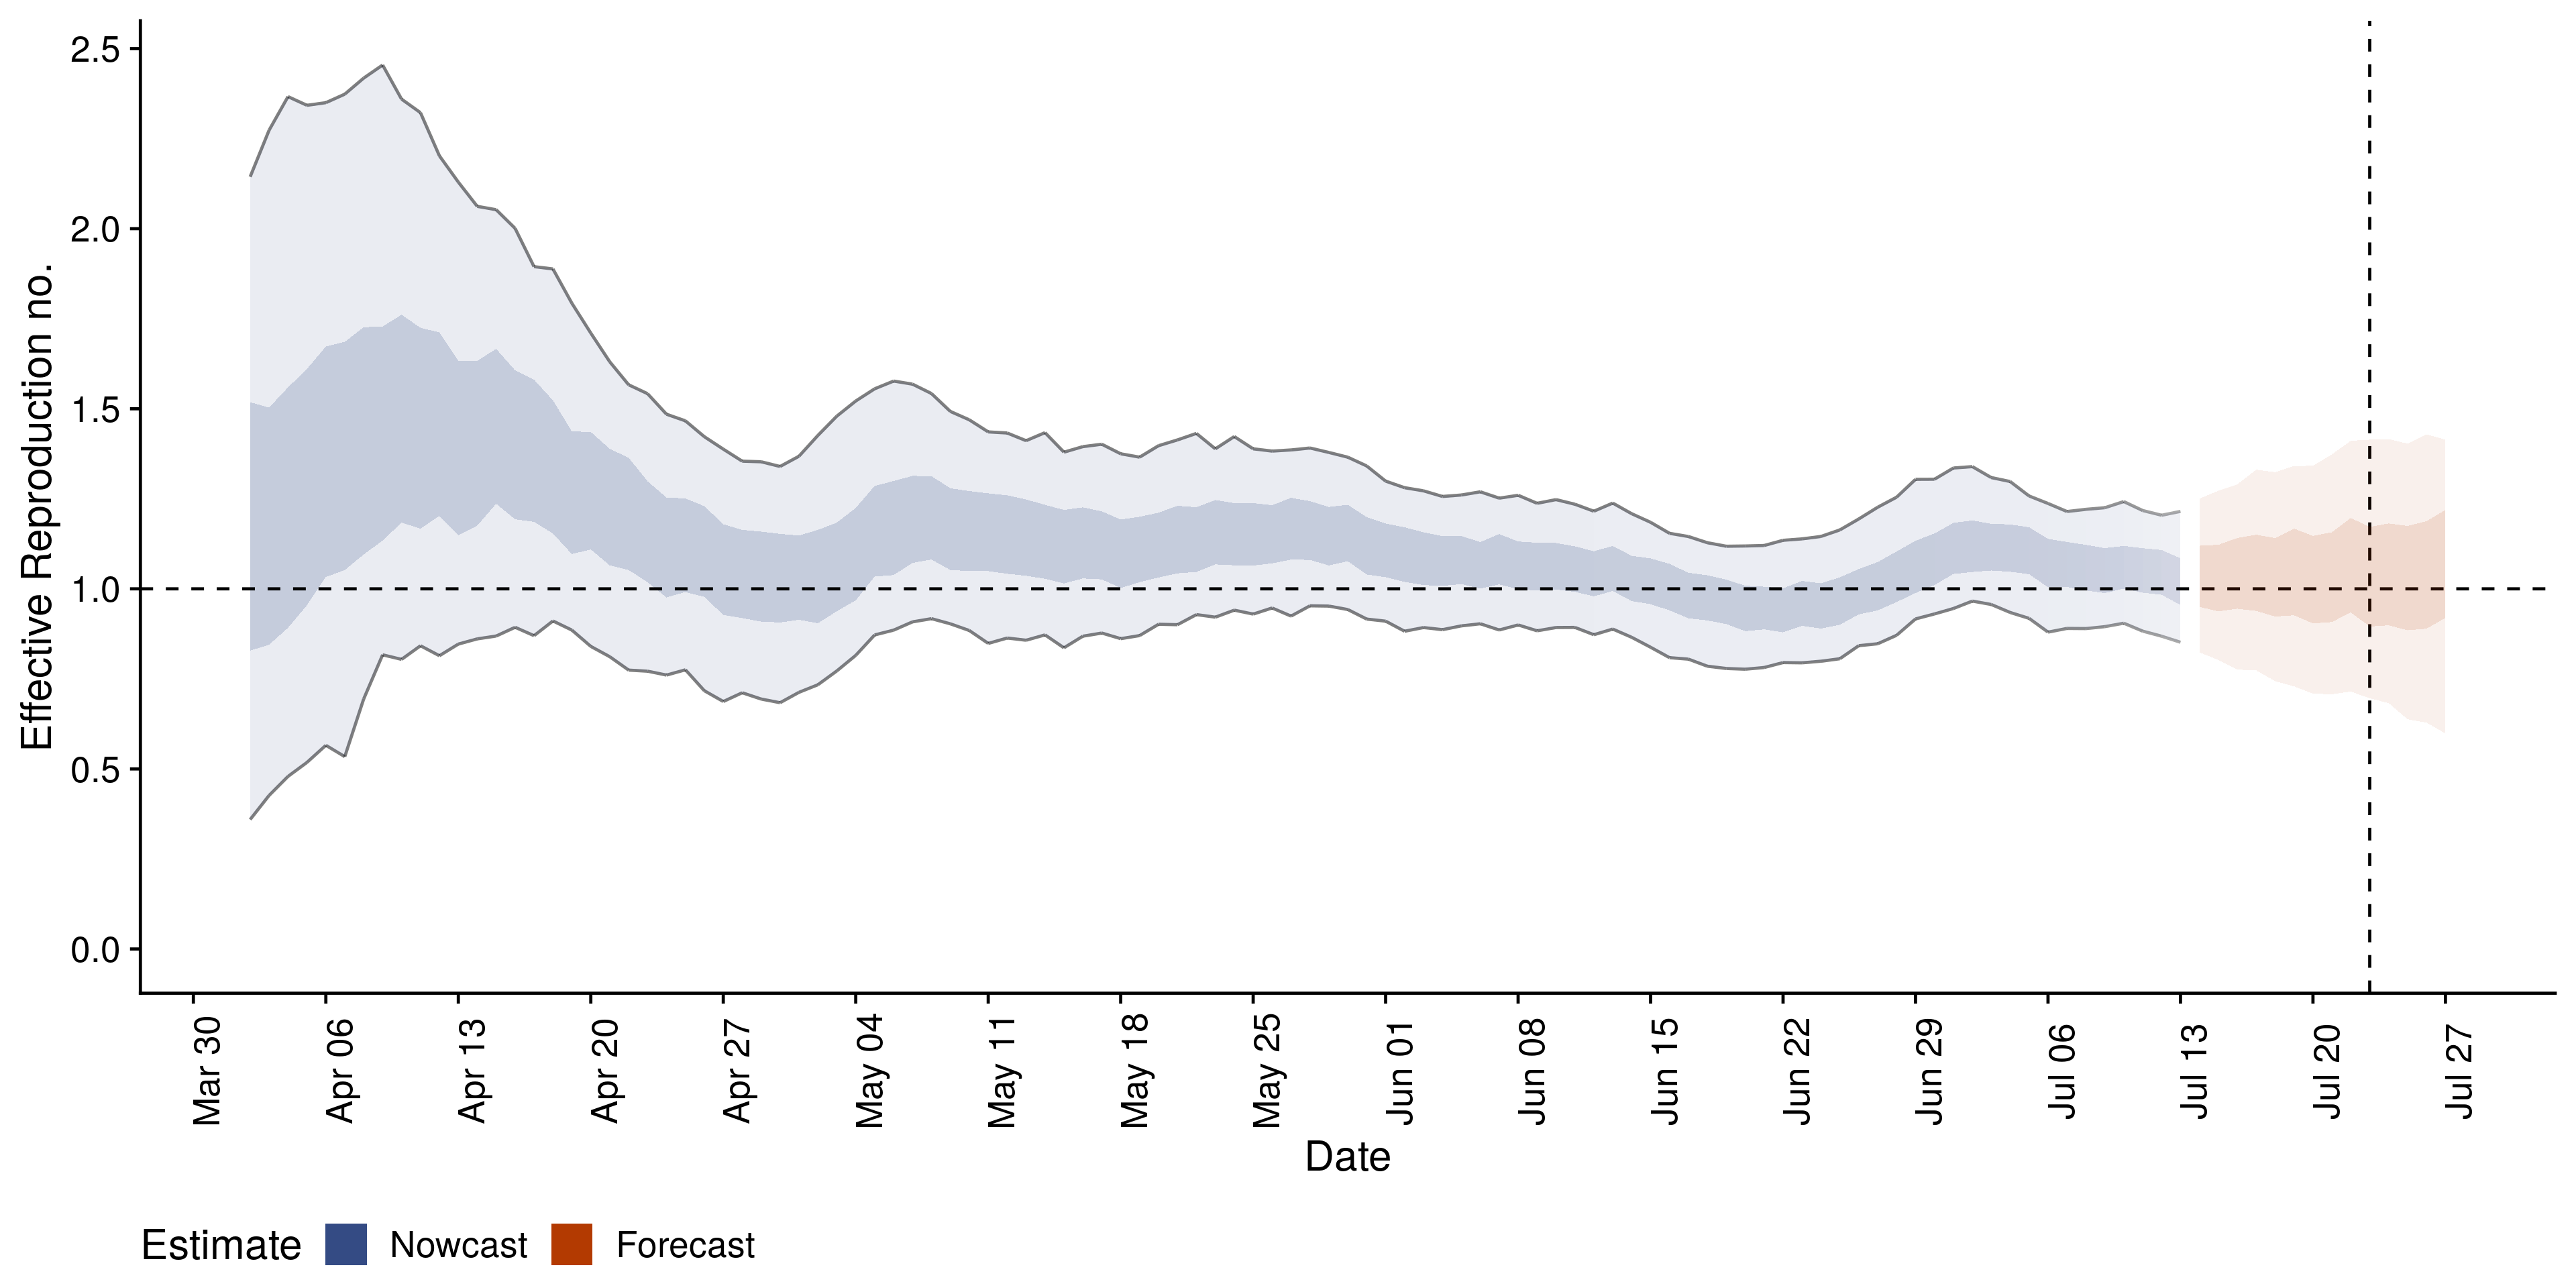 Effective Reproduction no.
2.5
2.0
1.5
1.0
0.5
0.0
Mar 30
Apr 06
Apr 13
Apr 20
Apr 27
May 04
May 11
May 18
May 25
Jun 01
Jun 08
Jun 15
Jun 22
Jun 29
Jul 06
Jul 13
Jul 20
Jul 27
Date
Estimate Nowcast Forecast